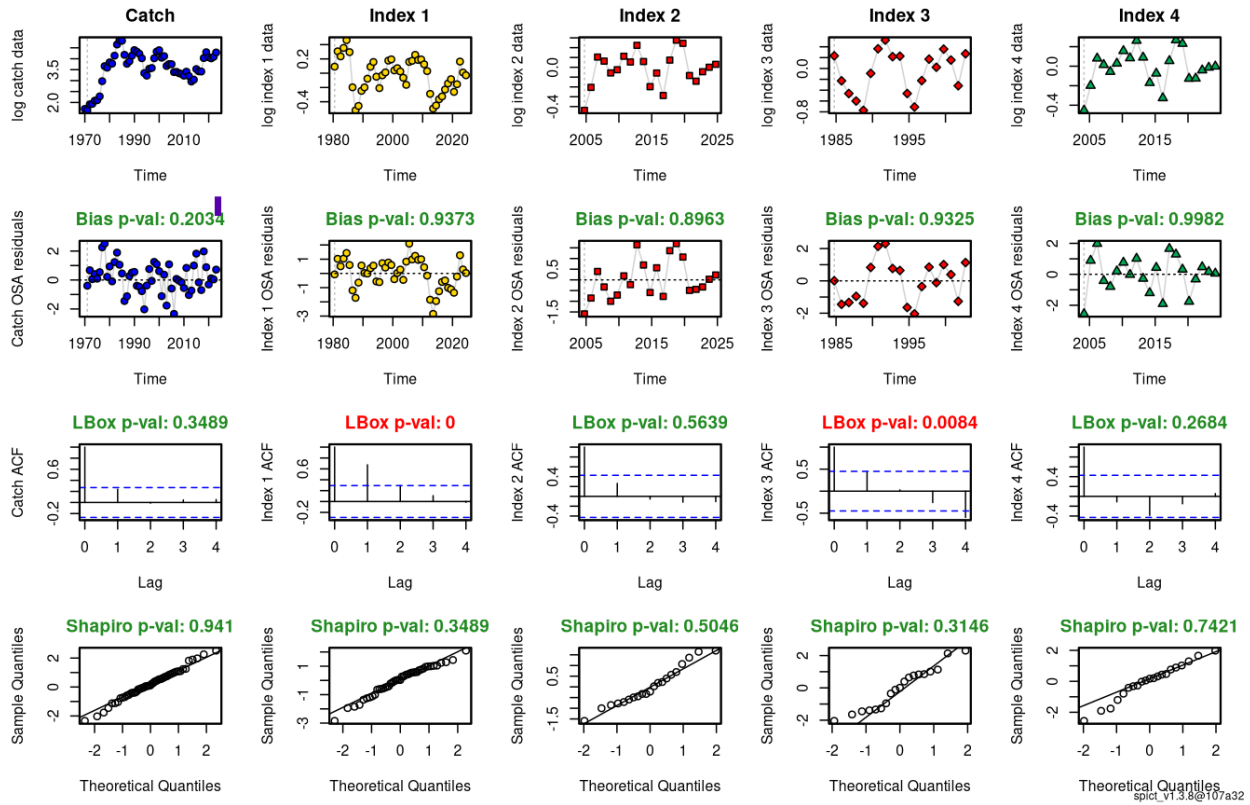 Catch Index 1 Index 2 Index 3 Index 4
log catch data
2.0 3.5
1970 1990 2010
Time
log index 1 data
-0.4 0.2
1980 2000 2020
Time
log index 2 data
-0.4 0.0
2005 2015 2025
Time
log index 3 data
-0.8 0.0
1985 1995
Time
log index 4 data
-0.4 0.0
2005 2015
Time
Bias p-val: 0.2034 Bias p-val: 0.9373 Bias p-val: 0.8963 Bias p-val: 0.9325 Bias p-val: 0.9982
Catch OSA residuals
-2 0 2
1970 1990 2010
Time
Index 1 OSA residuals
-3 -1 1
1980 2000 2020
Time
Index 2 OSA residuals
-1.5 0.5
2005 2015 2025
Time
Index 3 OSA residuals
-2 0 2
1985 1995
Time
Index 4 OSA residuals
-2 0 2
2005 2015
Time
LBox p-val: 0.3489 LBox p-val: 0 LBox p-val: 0.5639 LBox p-val: 0.0084 LBox p-val: 0.2684
Catch ACF
-0.2 0.6
0 1 2 3 4
Lag
Index 1 ACF
-0.2 0.6
0 1 2 3 4
Lag
Index 2 ACF
-0.4 0.4
0 1 2 3 4
Lag
Index 3 ACF
-0.5 0.5
0 1 2 3 4
Lag
Index 4 ACF
-0.4 0.4
0 1 2 3 4
Lag
Shapiro p-val: 0.941 Shapiro p-val: 0.3489 Shapiro p-val: 0.5046 Shapiro p-val: 0.3146 Shapiro p-val: 0.7421
Sample Quantiles
-2 0 2
-2 -1 0 1 2
Theoretical Quantiles
Sample Quantiles
-3 -1 1
-2 -1 0 1 2
Theoretical Quantiles
Sample Quantiles
-1.5 0.5
-2 -1 0 1 2
Theoretical Quantiles
Sample Quantiles
-2 0 2
-2 -1 0 1 2
Theoretical Quantiles
Sample Quantiles
-2 0 2
-2 -1 0 1 2
Theoretical Quantiles
spict_v1.3.8@107a32